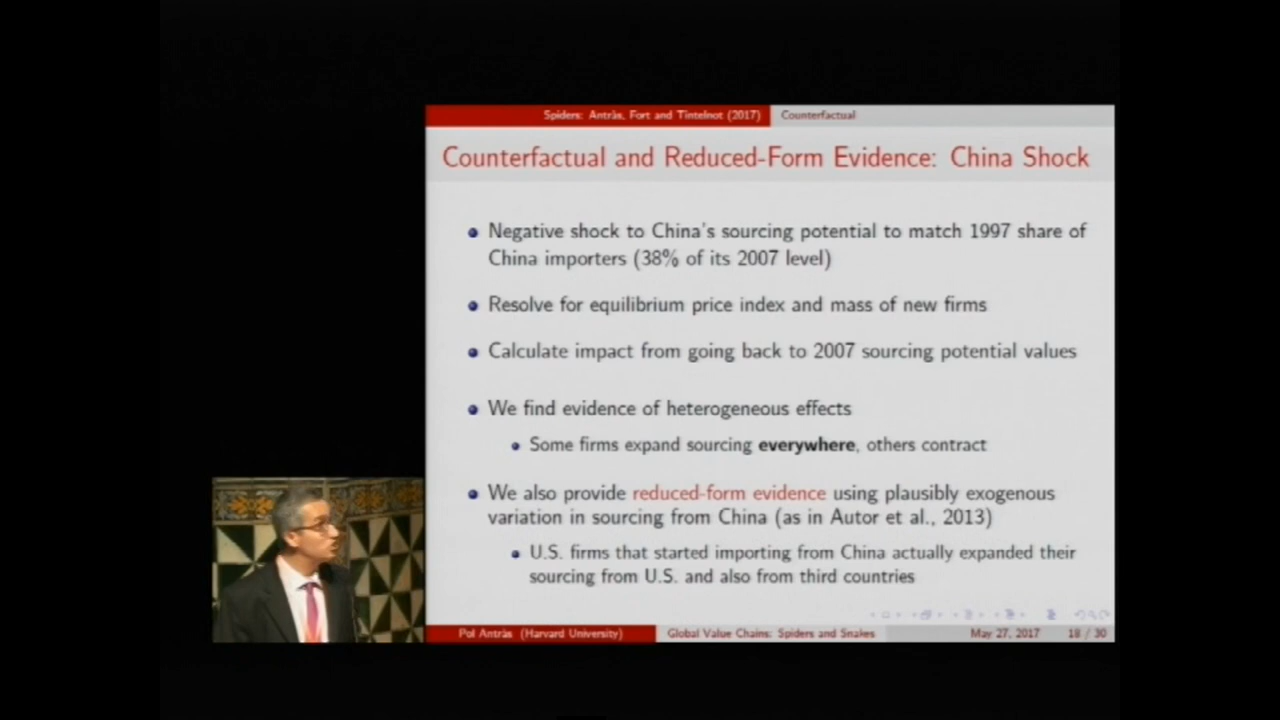 Spiders: Antràs, Fort and Tintelnot (2017) Counterfactual
Counterfactual and Reduced-Form Evidence: China Shock
Negative shock to China's sourcing potential to match 1997 share of
China importers (38% of its 2007 level)
Resolve for equilibrium price index and mass of new firms
Calculate impact from going back to 2007 sourcing potential values
We find evidence of heterogeneous effects
Some firms expand sourcing everywhere, others contract
We also provide reduced-form evidence using plausibly exogenous
variation in sourcing from China (as in Autor et al., 2013)
U.S. firms that started importing from China actually expanded their
sourcing from U.S. and also from third countries
Pol Antràs (Harvard University) Global Value Chains: Spiders and Snakes May 27, 2017 18 / 30